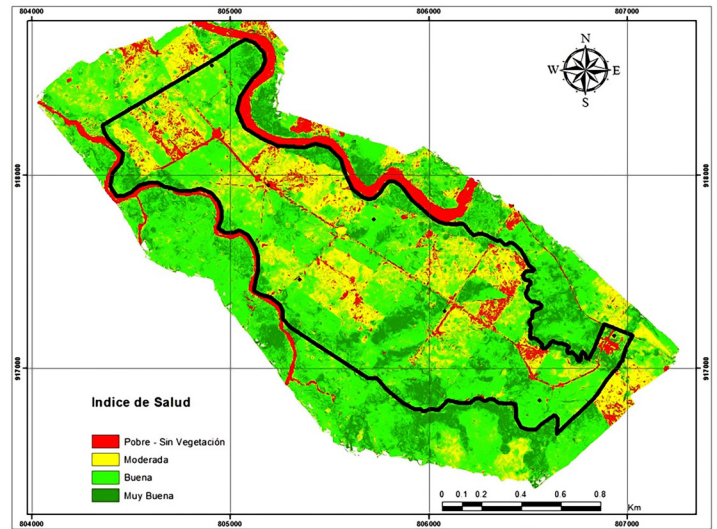 804000 805000 806000 807000
N
W E
S
918000 918000
917000 917000
Indice de Salud
Pobre - Sin Vegetación
Moderada
Buena
Muy Buena
0 0.1 0.2 0.4 0.6 0.8
Km
804000 805000 806000 807000